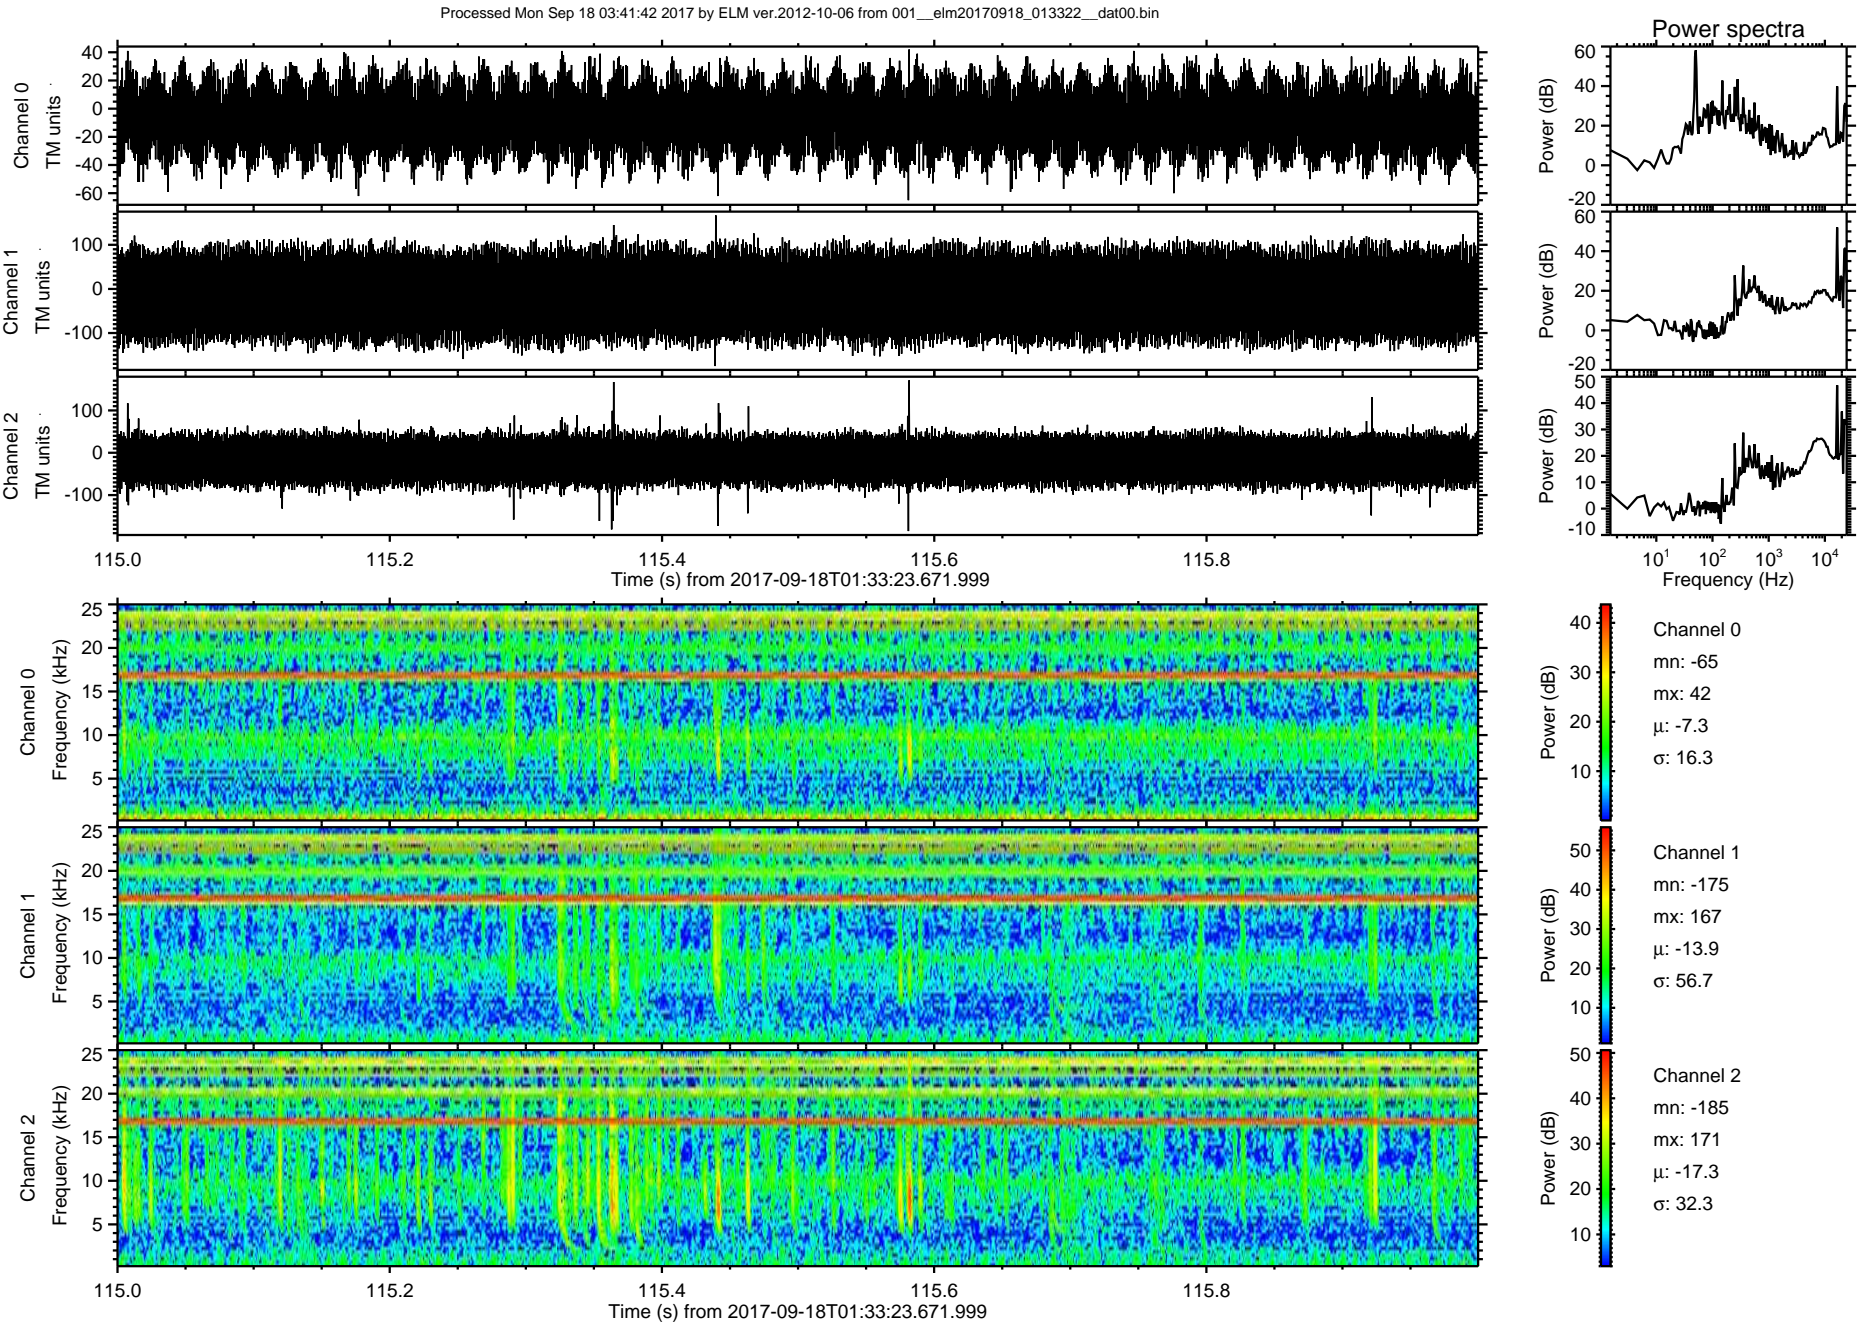 Processed Mon Sep 18 03:41:42 2017 by ELM ver.2012-10-06 from 001__elm20170918_013322__dat00.bin
Power spectra
Channel 0
TM units
40
20
0
-20
-40
-60
Power (dB)
60
40
20
0
-20
Channel 1
TM units
100
0
-100
Power (dB)
60
40
20
0
-20
Channel 2
TM units
100
0
-100
Power (dB)
50
40
30
20
10
0
-10
115.0 115.2 115.4 115.6 115.8
Time (s) from 2017-09-18T01:33:23.671.999
10¹ 10² 10³ 10⁴
Frequency (Hz)
Channel 0
Frequency (kHz)
25
20
15
10
5
Power (dB)
40
30
20
10
Channel 0
mn: -65
mx: 42
μ: -7.3
σ: 16.3
Channel 1
Frequency (kHz)
25
20
15
10
5
Power (dB)
50
40
30
20
10
Channel 1
mn: -175
mx: 167
μ: -13.9
σ: 56.7
Channel 2
Frequency (kHz)
25
20
15
10
5
Power (dB)
50
40
30
20
10
Channel 2
mn: -185
mx: 171
μ: -17.3
σ: 32.3
115.0 115.2 115.4 115.6 115.8
Time (s) from 2017-09-18T01:33:23.671.999